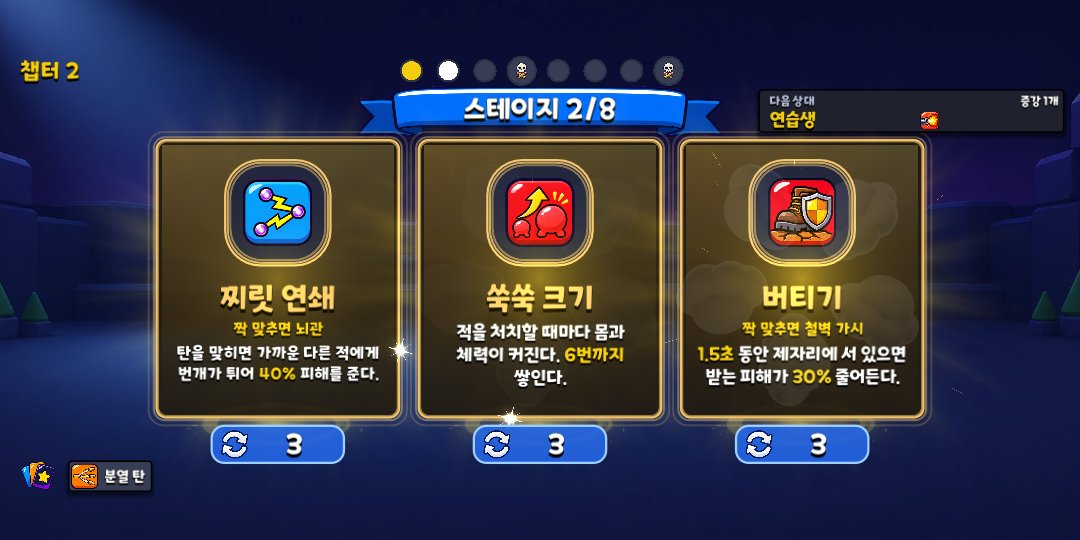 챕터 2
스테이지 2/8
다음 상대
증강 1개
연습생
찌릿 연쇄
짝 맞추면 뇌관
탄을 맞히면 가까운 다른 적에게
번개가 튀어 40% 피해를 준다.
3
쑥쑥 크기
적을 처치할 때마다 몸과
체력이 커진다. 6번까지
쌓인다.
3
버티기
짝 맞추면 철벽 가시
1.5초 동안 제자리에 서 있으면
받는 피해가 30% 줄어든다.
3
분열 탄